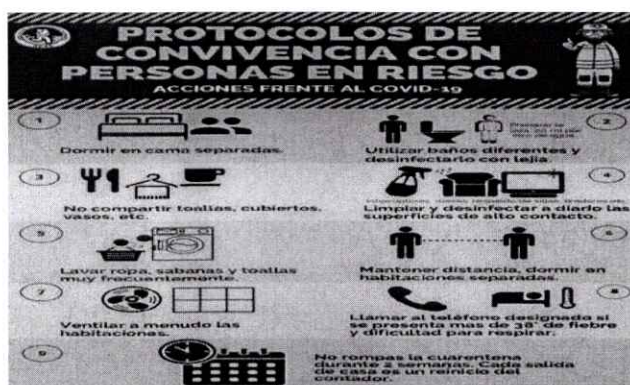 PROTOCOLOS DE
CONVIVENCIA CON
PERSONAS EN RIESGO
ACCIONES FRENTE AL COVID-19
1
Dormir en cama separadas.
2
Utilizar baños diferentes y
desinfectarlo con lejía.
3
No compartir toallas, cubiertos,
vasos, etc.
4
Limpiar y desinfectar a diario las
superficies de alto contacto.
5
Lavar ropa, sabanas y toallas
muy frecuentemente.
6
Mantener distancia, dormir en
habitaciones separadas.
7
Ventilar a menudo las
habitaciones.
8
Llamar al teléfono designado si
se presenta mas de 38° de fiebre
y dificultad para respirar.
9
No rompas la cuarentena
durante 2 semanas. Cada salida
de casa es un reinicio del
contador.